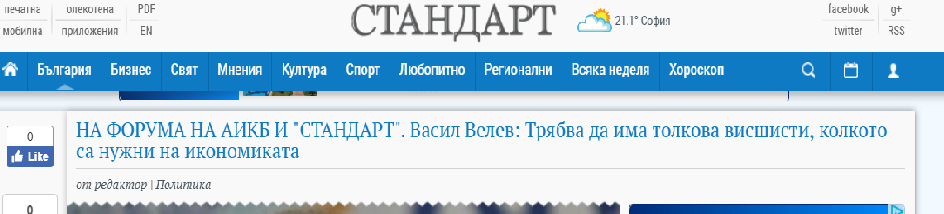 печатна олекотена PDF
СТАНДАРТ
21.1° София
facebook g+
мобилна приложения EN
twitter RSS
България Бизнес Свят Мнения Култура Спорт Любопитно Регионални Всяка неделя Хороскоп
0
Like
НА ФОРУМА НА АИКБ И "СТАНДАРТ". Васил Велев: Трябва да има толкова висшисти, колкото
са нужни на икономиката
от редактор | Политика
0